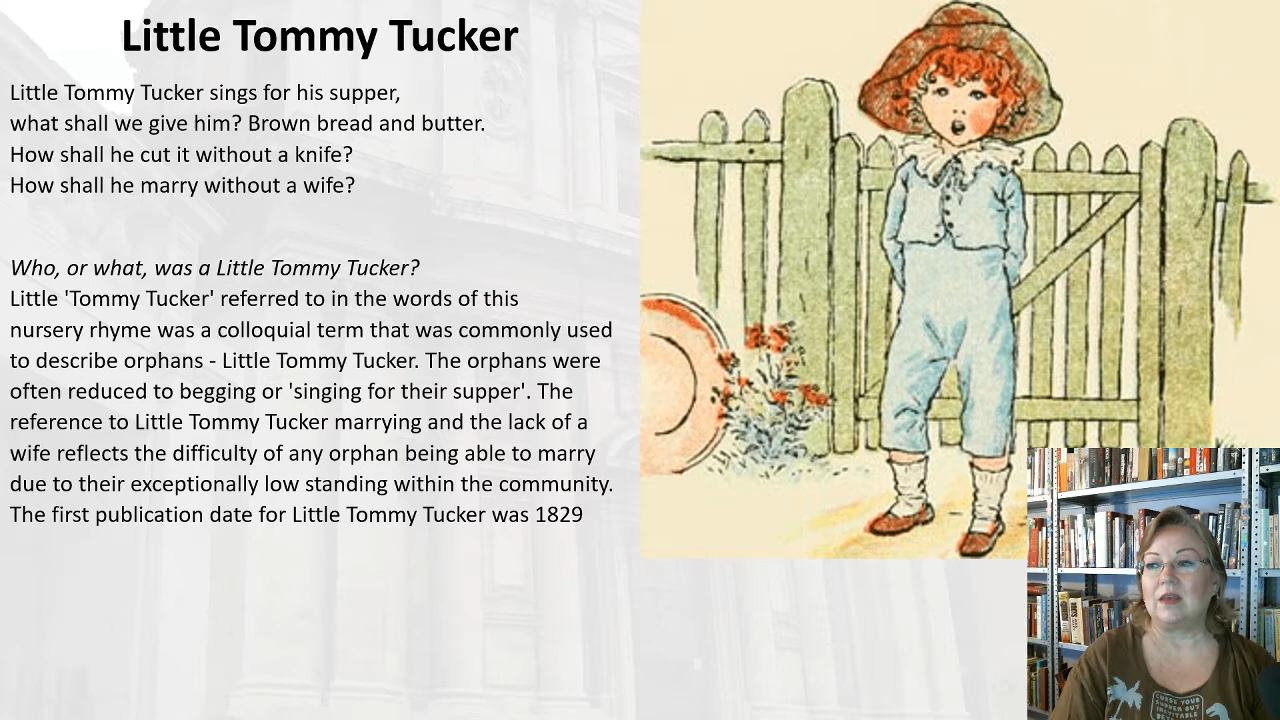 Little Tommy Tucker
Little Tommy Tucker sings for his supper,
what shall we give him? Brown bread and butter.
How shall he cut it without a knife?
How shall he marry without a wife?
Who, or what, was a Little Tommy Tucker?
Little 'Tommy Tucker' referred to in the words of this
nursery rhyme was a colloquial term that was commonly used
to describe orphans - Little Tommy Tucker. The orphans were
often reduced to begging or 'singing for their supper'. The
reference to Little Tommy Tucker marrying and the lack of a
wife reflects the difficulty of any orphan being able to marry
due to their exceptionally low standing within the community.
The first publication date for Little Tommy Tucker was 1829
CURSE YOUR
SUDDEN BUT
INEVITABLE